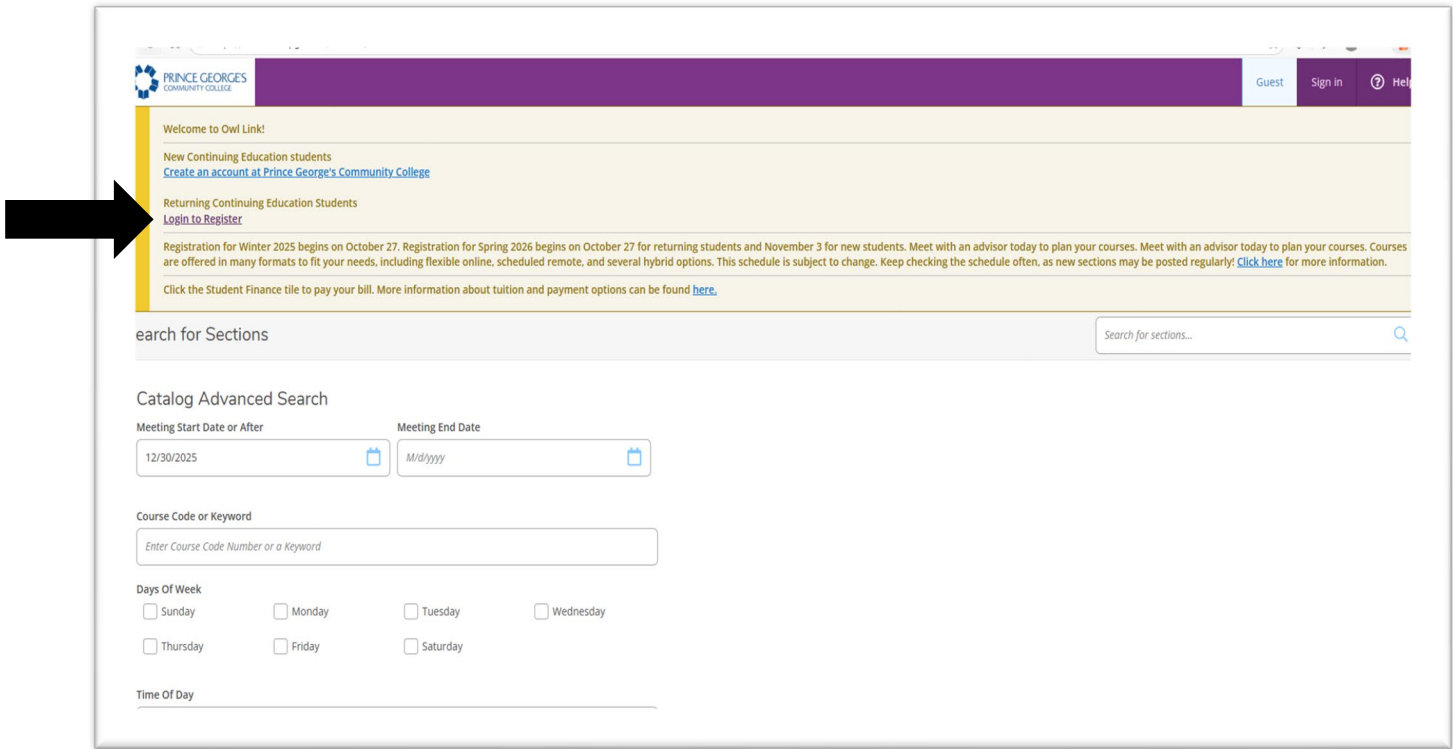 PRINCE GEORGE'S
COMMUNITY COLLEGE
Guest
Sign in
Help
Welcome to Owl Link!
New Continuing Education students
Create an account at Prince George's Community College
Returning Continuing Education Students
Login to Register
Registration for Winter 2025 begins on October 27. Registration for Spring 2026 begins on October 27 for returning students and November 3 for new students. Meet with an advisor today to plan your courses. Meet with an advisor today to plan your courses. Courses
are offered in many formats to fit your needs, including flexible online, scheduled remote, and several hybrid options. This schedule is subject to change. Keep checking the schedule often, as new sections may be posted regularly! Click here for more information.
Click the Student Finance tile to pay your bill. More information about tuition and payment options can be found here.
earch for Sections
Search for sections...
Catalog Advanced Search
Meeting Start Date or After
Meeting End Date
12/30/2025
M/d/yyyy
Course Code or Keyword
Enter Course Code Number or a Keyword
Days Of Week
Sunday
Monday
Tuesday
Wednesday
Thursday
Friday
Saturday
Time Of Day